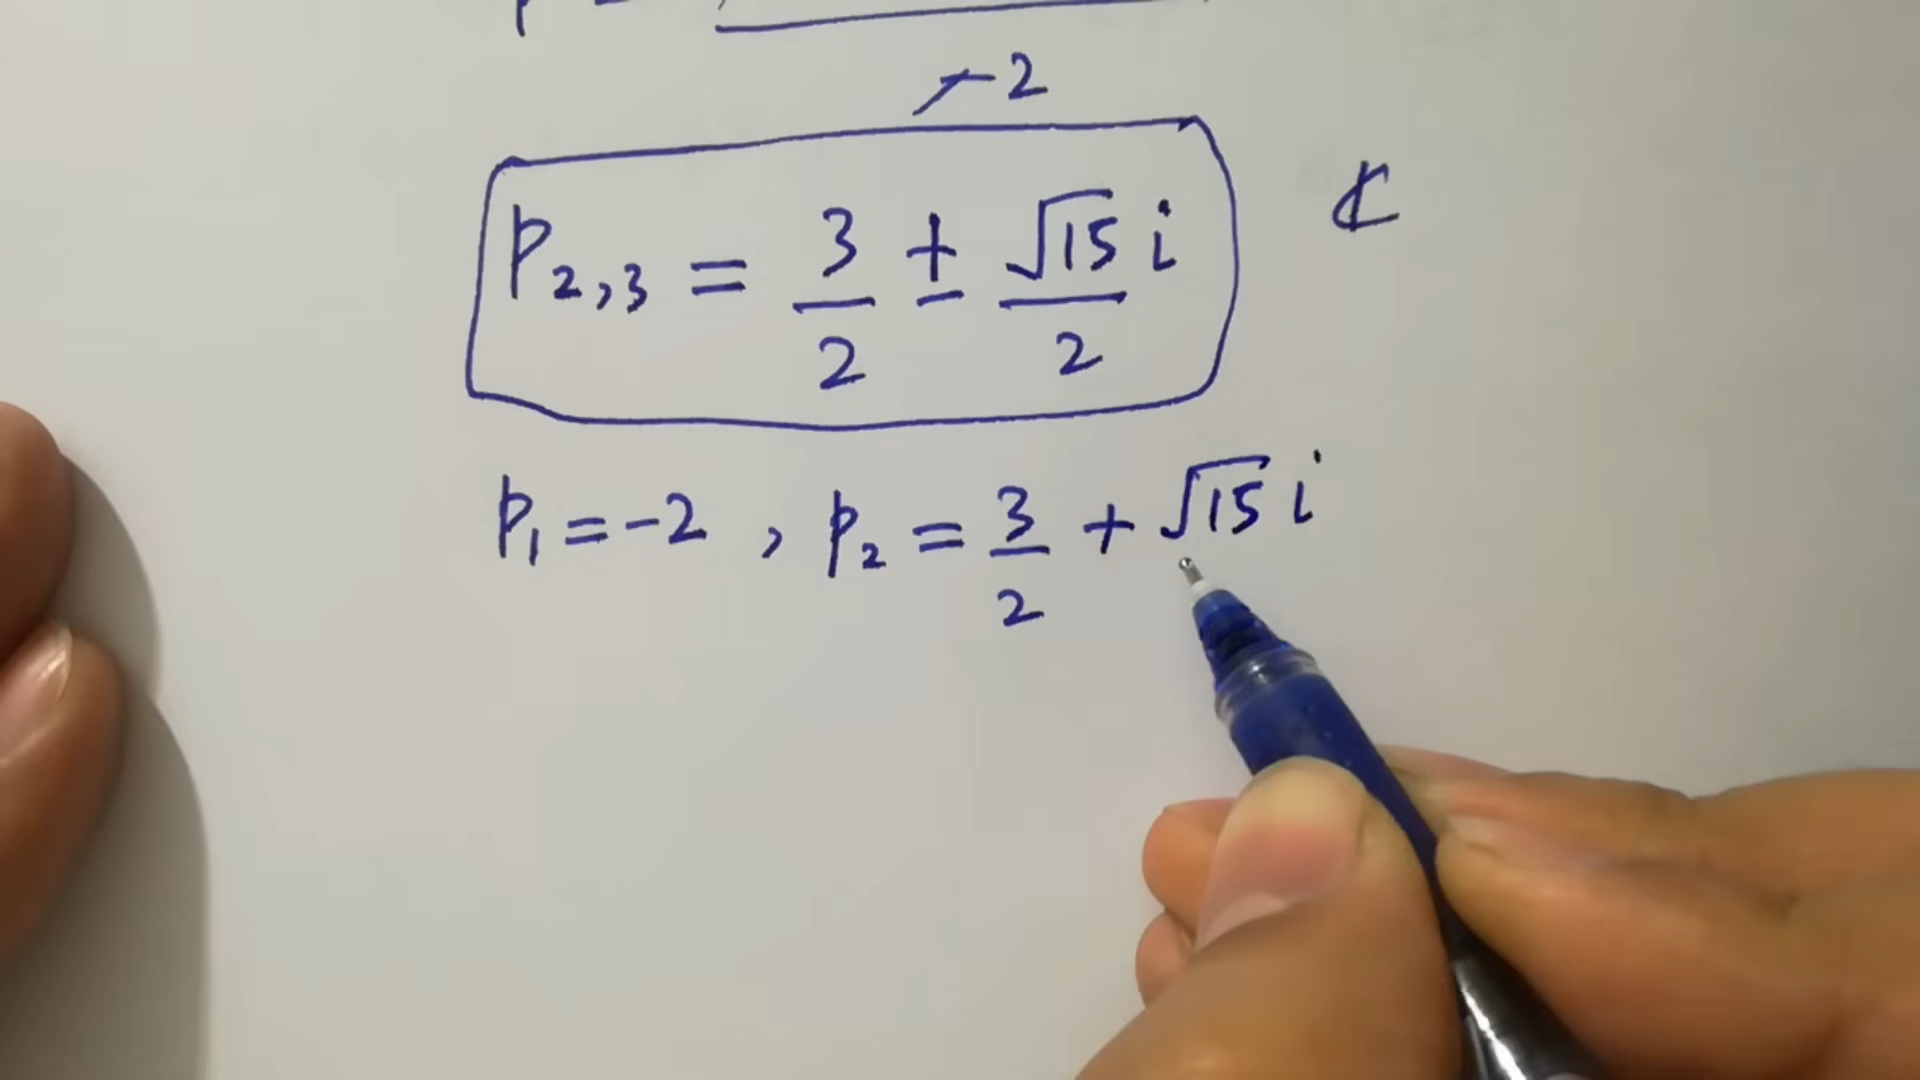 -2
P₂,₃ = 3/2 ± √15/2 i ₵
P₁ = -2 , P₂ = 3/2 + √15 i